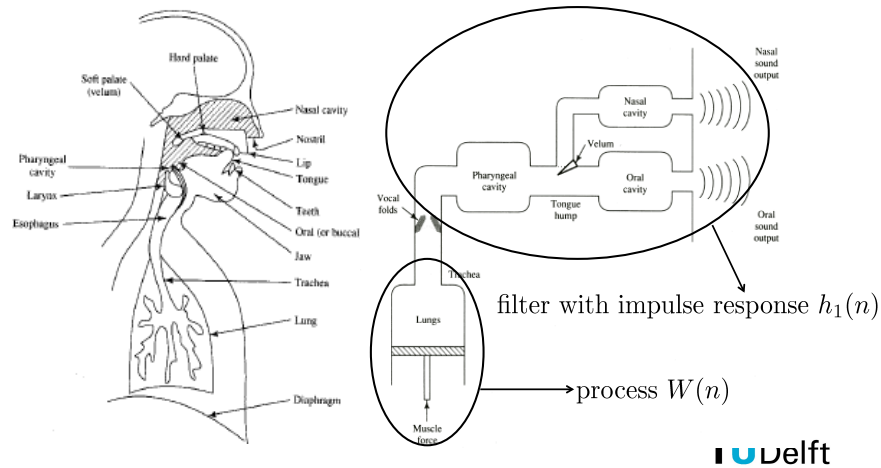 Hard palate
Soft palate
(velum)
Nasal cavity
Nostril
Lip
Tongue
Pharyngeal
cavity
Larynx
Esophagus
Teeth
Oral (or buccal
Jaw
Trachea
Lung
Diaphragm
Nasal
sound
output
Nasal
cavity
Velum
Pharyngeal
cavity
Oral
cavity
Vocal
folds
Tongue
hump
Oral
sound
output
Trachea
Lungs
Muscle
force
filter with impulse response h₁(n)
process W(n)
TUDelft